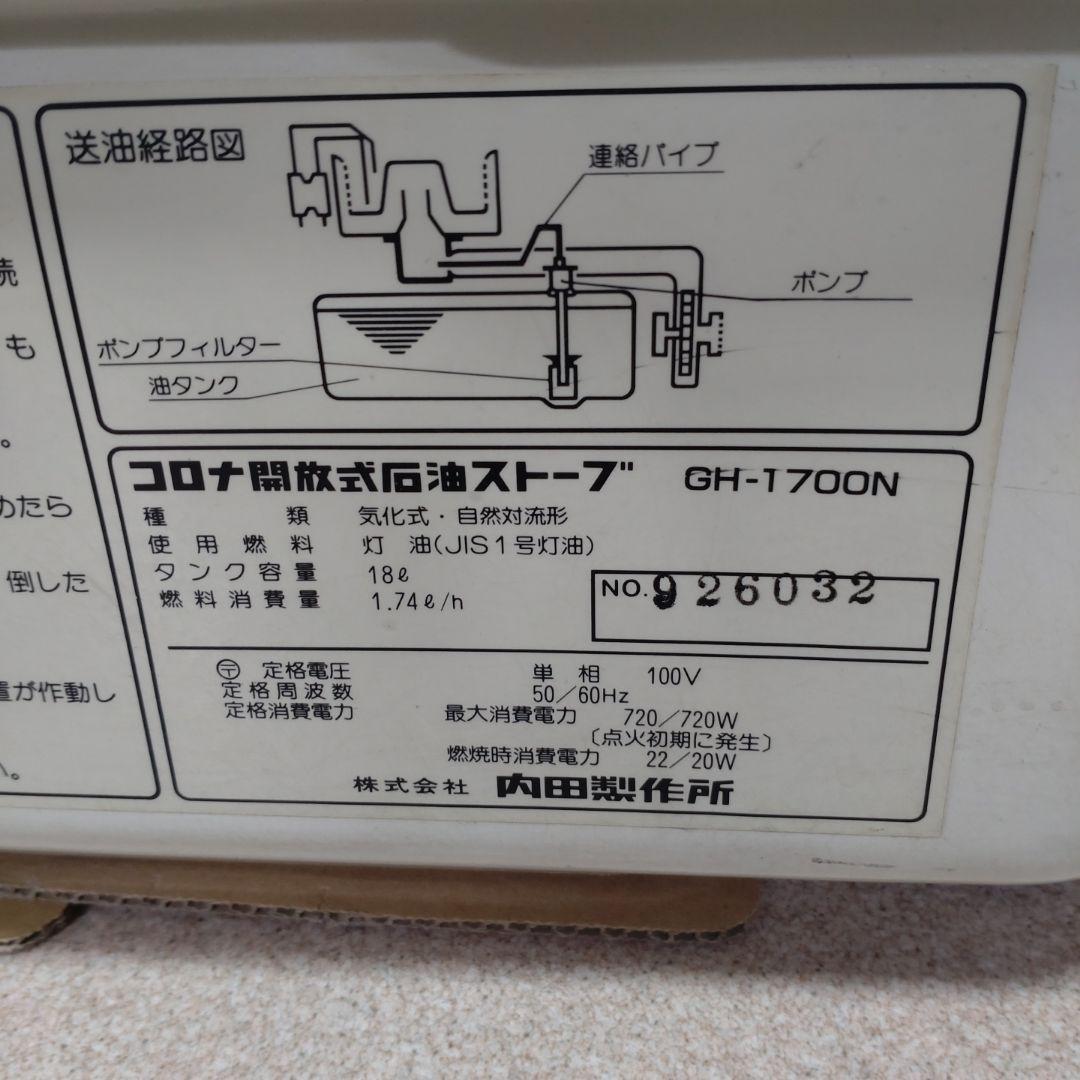 送油経路図
連絡パイプ
ポンプ
ポンプフィルター
油タンク
続
も
。
めたら
倒した
置が作動し
い。
コロナ開放式石油ストーブ GH-1700N
種類 気化式・自然対流形
使用燃料 灯油(JIS1号灯油)
タンク容量 18ℓ
燃料消費量 1.74ℓ/h
NO. 926032
〒 定格電圧 単相 100V
定格周波数 50/60Hz
定格消費電力 最大消費電力 720/720W
〔点火初期に発生〕
燃焼時消費電力 22/20W
株式会社 内田製作所